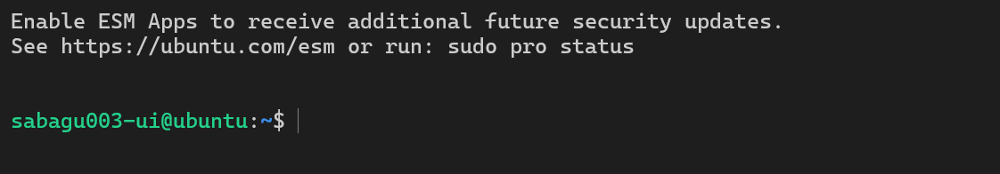 Enable ESM Apps to receive additional future security updates.
See https://ubuntu.com/esm or run: sudo pro status
sabagu003-ui@ubuntu:~$